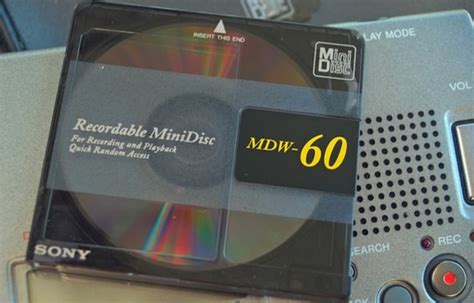 INSERT THIS END
Mini
Disc
LAY MODE
Recordable MiniDisc
For Recording and Playback
Quick Random Access
MDW-60
VOL
SONY
EARCH
REC